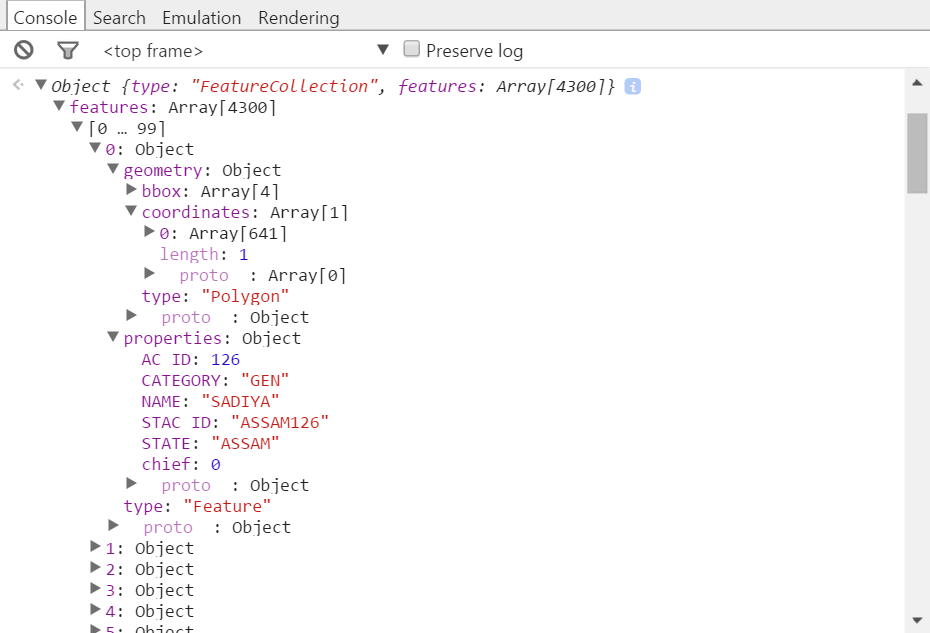 Console Search Emulation Rendering
<top frame> Preserve log
Object {type: "FeatureCollection", features: Array[4300]}
features: Array[4300]
[0 … 99]
0: Object
geometry: Object
bbox: Array[4]
coordinates: Array[1]
0: Array[641]
length: 1
proto : Array[0]
type: "Polygon"
proto : Object
properties: Object
AC ID: 126
CATEGORY: "GEN"
NAME: "SADIYA"
STAC ID: "ASSAM126"
STATE: "ASSAM"
chief: 0
proto : Object
type: "Feature"
proto : Object
1: Object
2: Object
3: Object
4: Object
5: Object